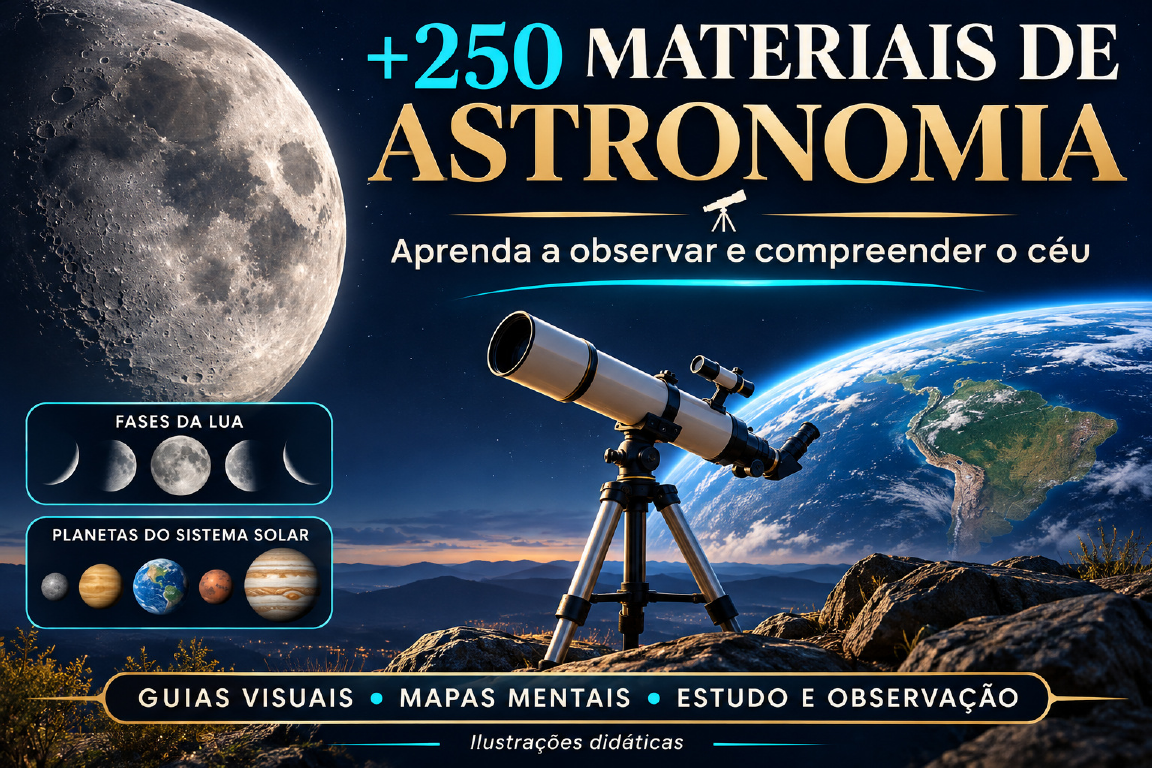 +250 MATERIAIS DE
ASTRONOMIA
Aprenda a observar e compreender o céu
FASES DA LUA
PLANETAS DO SISTEMA SOLAR
GUIAS VISUAIS • MAPAS MENTAIS • ESTUDO E OBSERVAÇÃO
Ilustrações didáticas